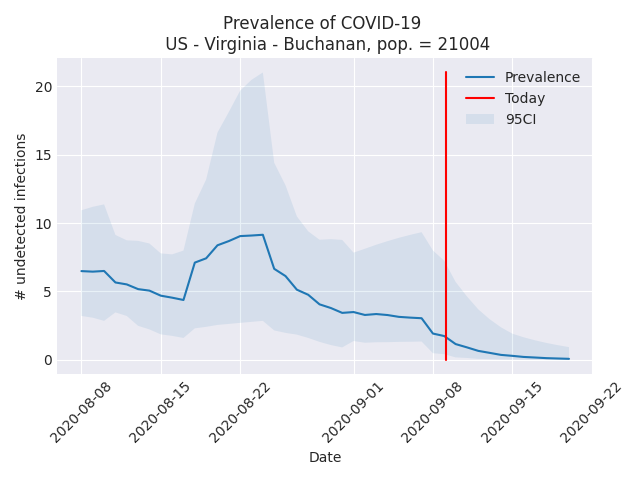 Prevalence of COVID-19
US - Virginia - Buchanan, pop. = 21004
# undetected infections
20
15
10
5
0
Prevalence
Today
95CI
2020-08-08
2020-08-15
2020-08-22
2020-09-01
2020-09-08
2020-09-15
2020-09-22
Date